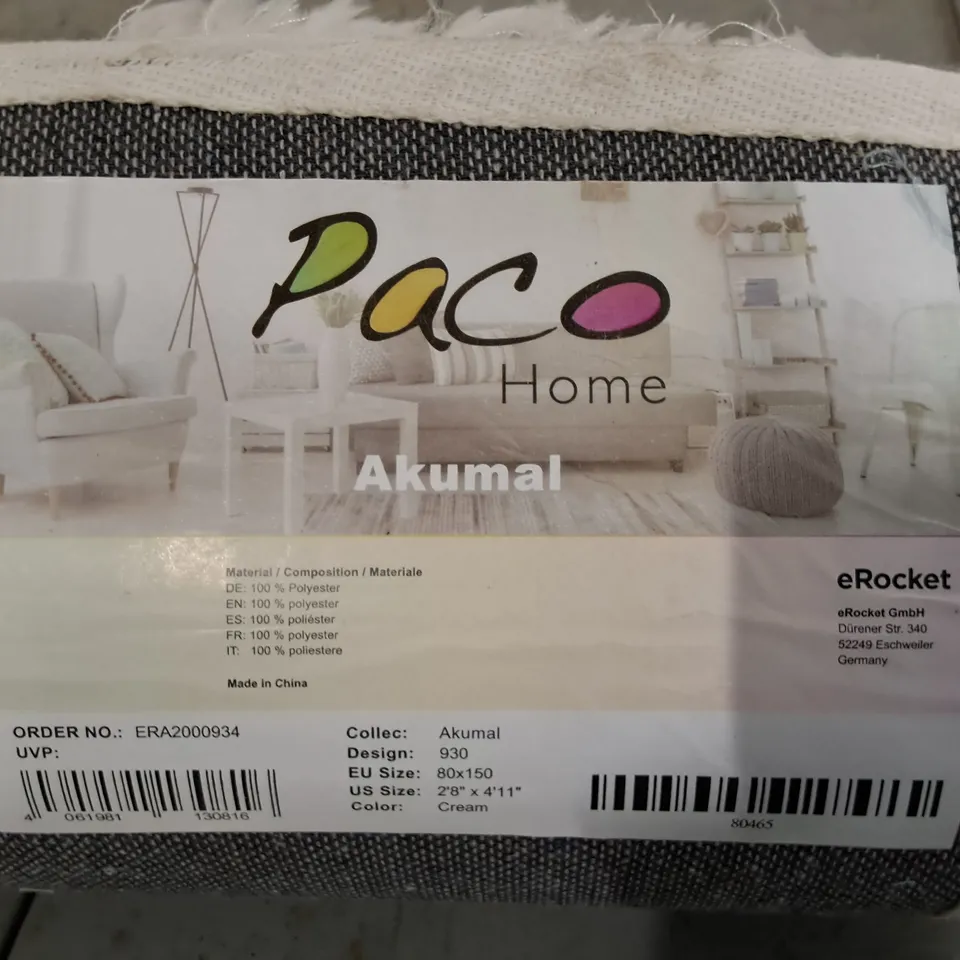 Paco
Home
Akumal
Material / Composition / Materiale
DE: 100 % Polyester
EN: 100 % polyester
ES: 100 % poliéster
FR: 100 % polyester
IT: 100 % poliestere
Made in China
eRocket
eRocket GmbH
Dürener Str. 340
52249 Eschweiler
Germany
ORDER NO.: ERA2000934
UVP:
4 061981 130816
Collec: Akumal
Design: 930
EU Size: 80x150
US Size: 2'8" x 4'11"
Color: Cream
80465